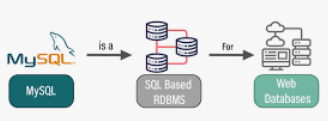 MySQL
is a
For
MySQL
SQL Based
RDBMS
Web
Databases